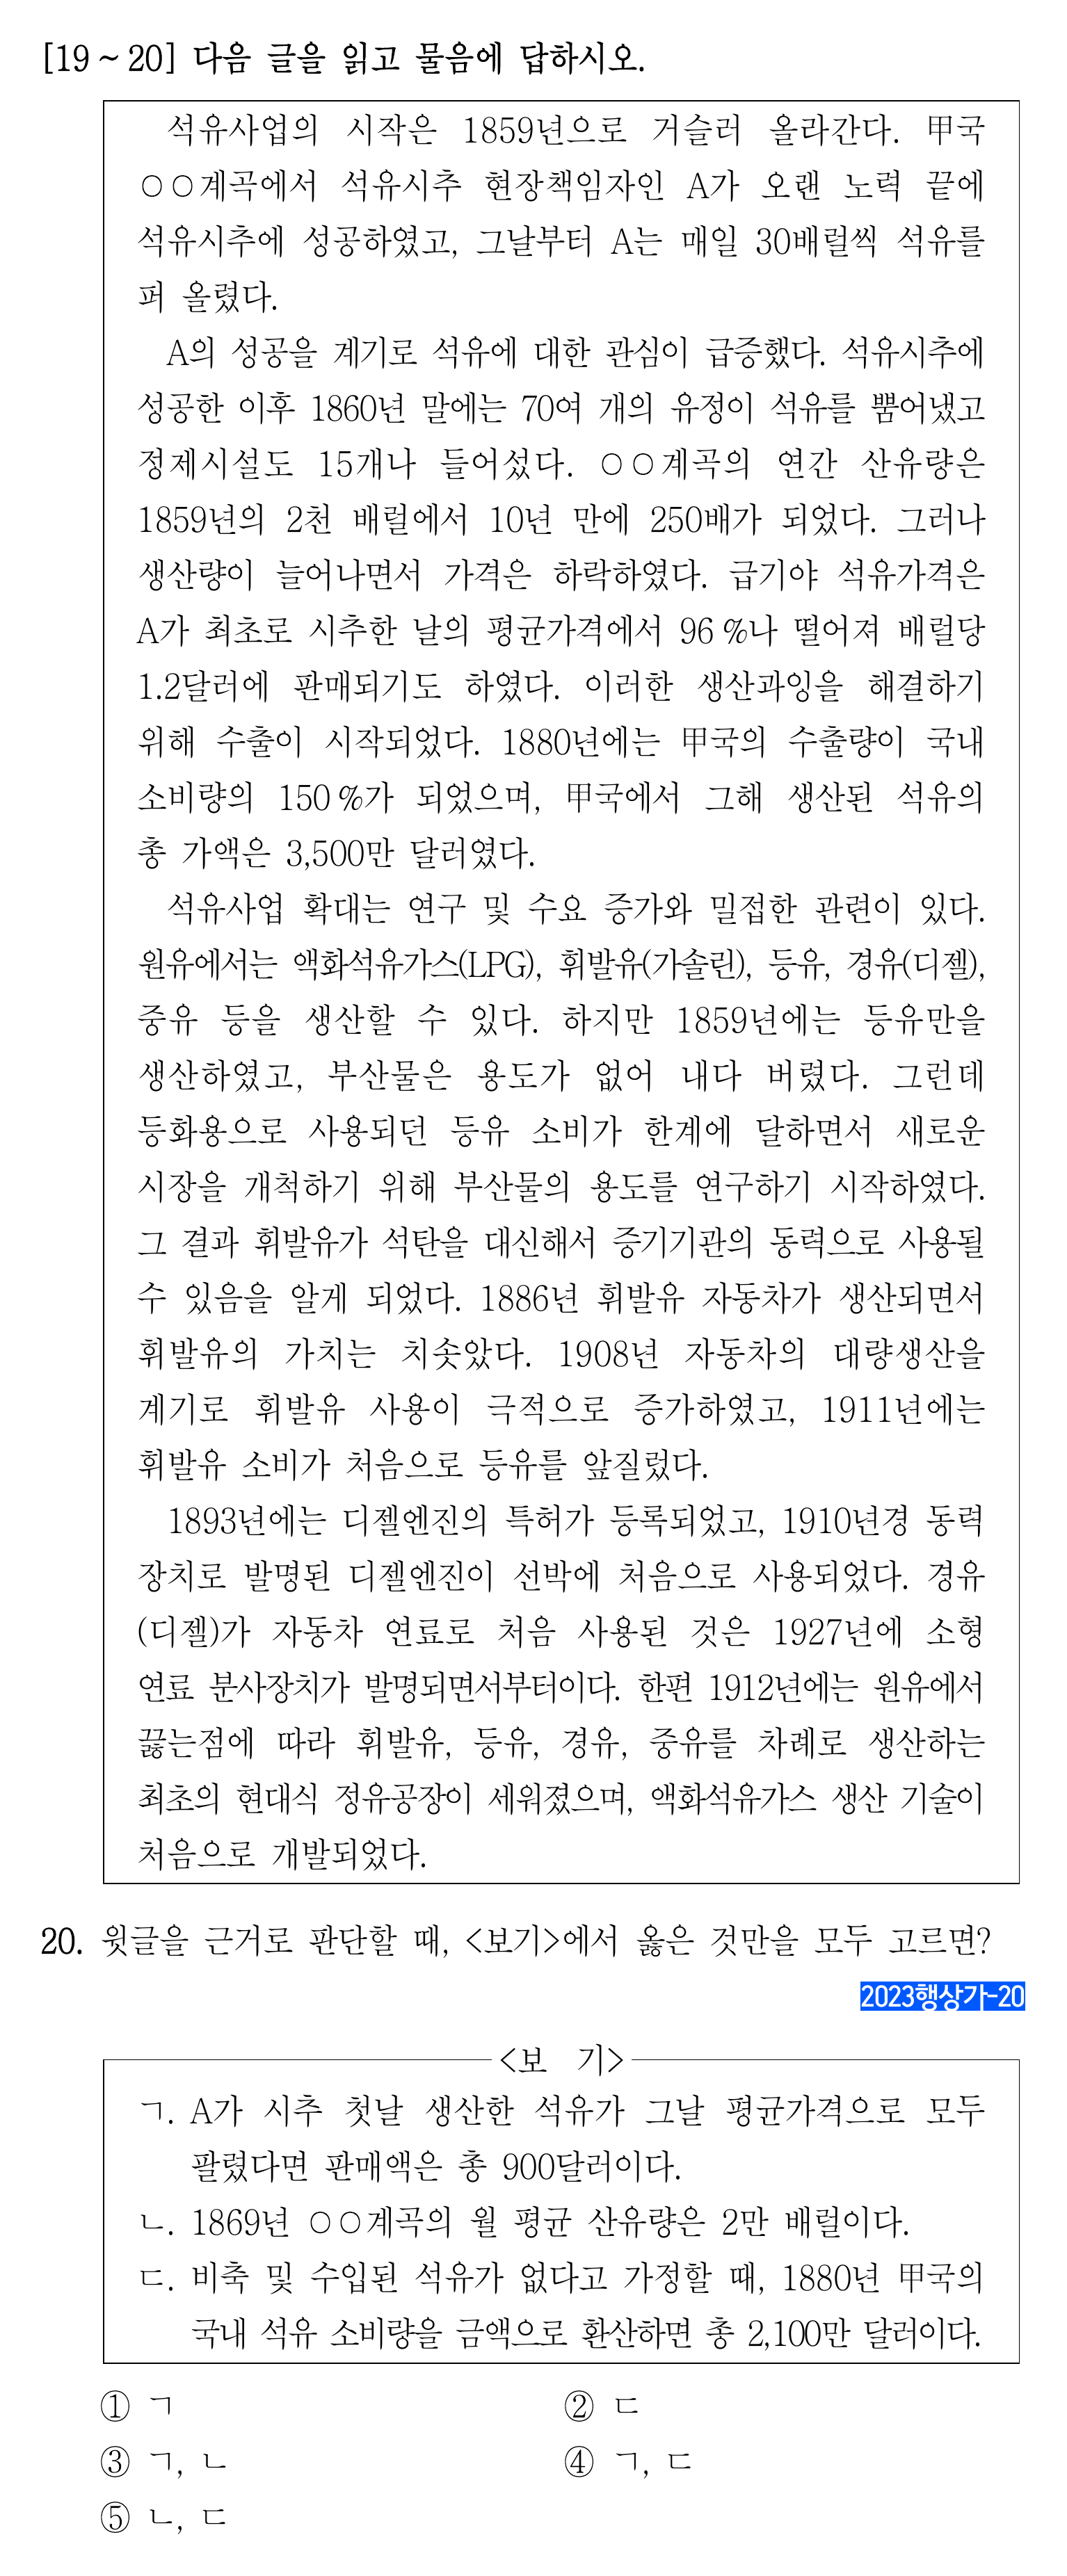 [19 ~ 20] 다음 글을 읽고 물음에 답하시오.
석유사업의 시작은 1859년으로 거슬러 올라간다. 甲국
○○계곡에서 석유시추 현장책임자인 A가 오랜 노력 끝에
석유시추에 성공하였고, 그날부터 A는 매일 30배럴씩 석유를
퍼 올렸다.
A의 성공을 계기로 석유에 대한 관심이 급증했다. 석유시추에
성공한 이후 1860년 말에는 70여 개의 유정이 석유를 뿜어냈고
정제시설도 15개나 들어섰다. ○○계곡의 연간 산유량은
1859년의 2천 배럴에서 10년 만에 250배가 되었다. 그러나
생산량이 늘어나면서 가격은 하락하였다. 급기야 석유가격은
A가 최초로 시추한 날의 평균가격에서 96 %나 떨어져 배럴당
1.2달러에 판매되기도 하였다. 이러한 생산과잉을 해결하기
위해 수출이 시작되었다. 1880년에는 甲국의 수출량이 국내
소비량의 150 %가 되었으며, 甲국에서 그해 생산된 석유의
총 가액은 3,500만 달러였다.
석유사업 확대는 연구 및 수요 증가와 밀접한 관련이 있다.
원유에서는 액화석유가스(LPG), 휘발유(가솔린), 등유, 경유(디젤),
중유 등을 생산할 수 있다. 하지만 1859년에는 등유만을
생산하였고, 부산물은 용도가 없어 내다 버렸다. 그런데
등화용으로 사용되던 등유 소비가 한계에 달하면서 새로운
시장을 개척하기 위해 부산물의 용도를 연구하기 시작하였다.
그 결과 휘발유가 석탄을 대신해서 증기기관의 동력으로 사용될
수 있음을 알게 되었다. 1886년 휘발유 자동차가 생산되면서
휘발유의 가치는 치솟았다. 1908년 자동차의 대량생산을
계기로 휘발유 사용이 극적으로 증가하였고, 1911년에는
휘발유 소비가 처음으로 등유를 앞질렀다.
1893년에는 디젤엔진의 특허가 등록되었고, 1910년경 동력
장치로 발명된 디젤엔진이 선박에 처음으로 사용되었다. 경유
(디젤)가 자동차 연료로 처음 사용된 것은 1927년에 소형
연료 분사장치가 발명되면서부터이다. 한편 1912년에는 원유에서
끓는점에 따라 휘발유, 등유, 경유, 중유를 차례로 생산하는
최초의 현대식 정유공장이 세워졌으며, 액화석유가스 생산 기술이
처음으로 개발되었다.
20. 윗글을 근거로 판단할 때, <보기>에서 옳은 것만을 모두 고르면?
2023행상가-20
<보 기>
ㄱ. A가 시추 첫날 생산한 석유가 그날 평균가격으로 모두
팔렸다면 판매액은 총 900달러이다.
ㄴ. 1869년 ○○계곡의 월 평균 산유량은 2만 배럴이다.
ㄷ. 비축 및 수입된 석유가 없다고 가정할 때, 1880년 甲국의
국내 석유 소비량을 금액으로 환산하면 총 2,100만 달러이다.
① ㄱ ② ㄷ
③ ㄱ, ㄴ ④ ㄱ, ㄷ
⑤ ㄴ, ㄷ